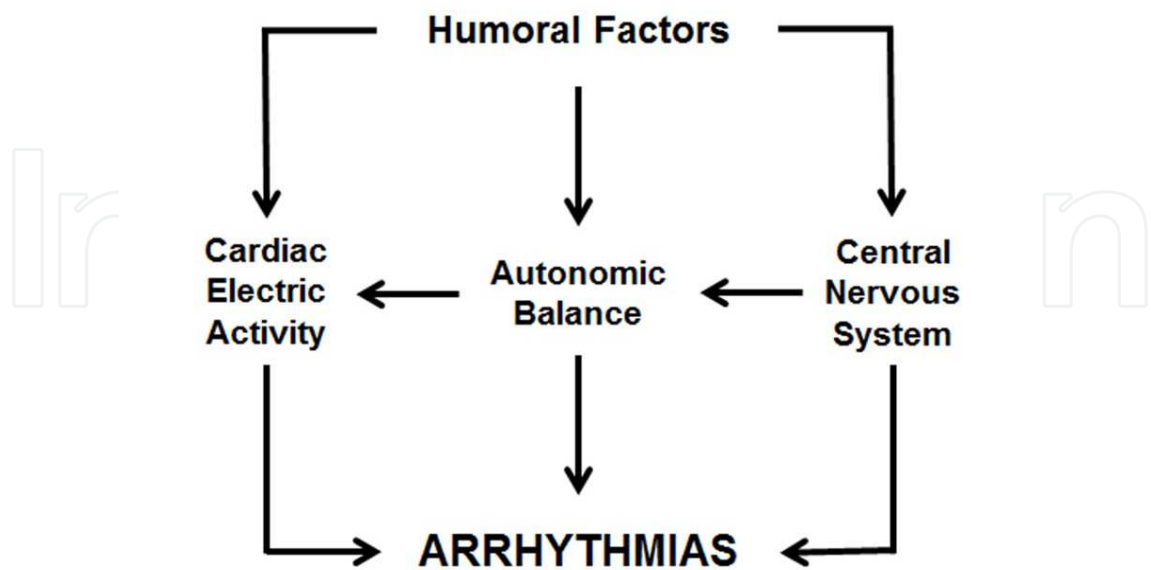 Humoral Factors
Cardiac
Electric
Activity
Autonomic
Balance
Central
Nervous
System
ARRHYTHMIAS